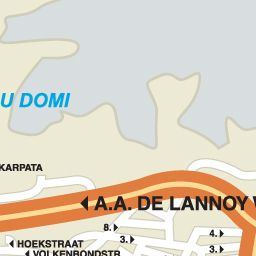 U DOMI
KARPATA
A.A. DE LANNOY
8.
3.
4.
3.
HOEKSTRAAT
VOLKENBONDSTR.